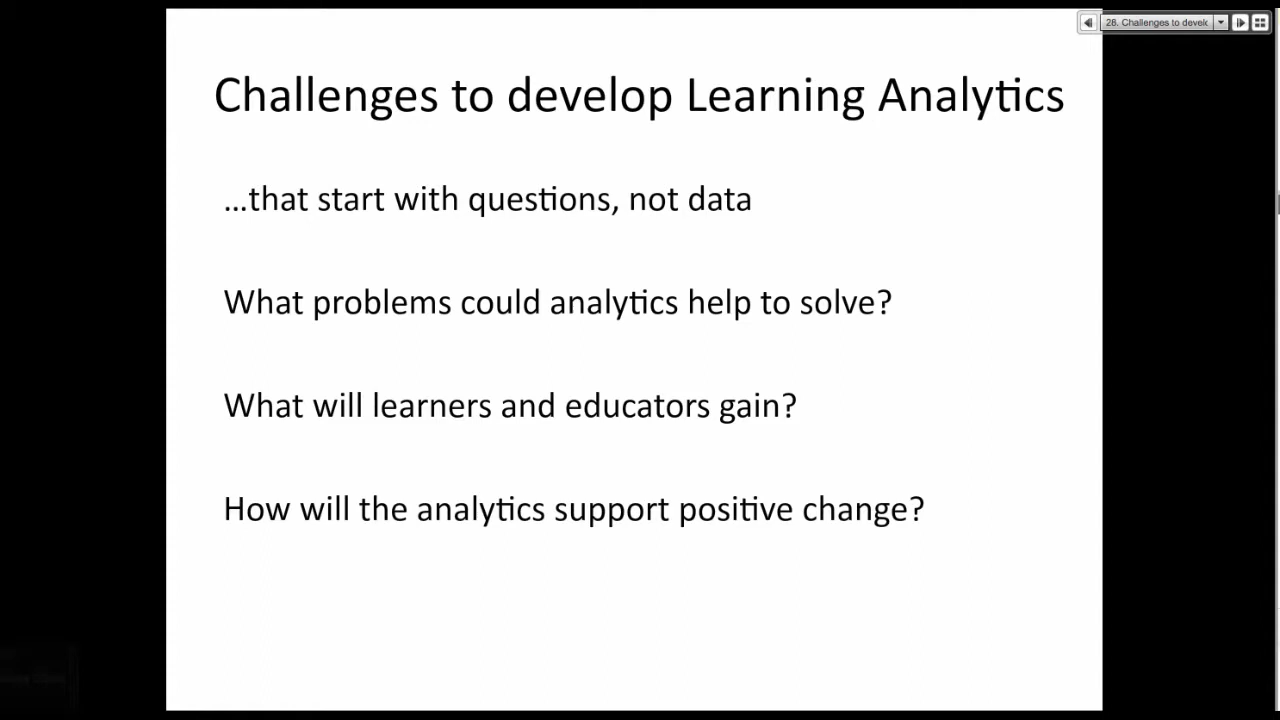 28. Challenges to develc
Challenges to develop Learning Analytics
...that start with questions, not data
What problems could analytics help to solve?
What will learners and educators gain?
How will the analytics support positive change?